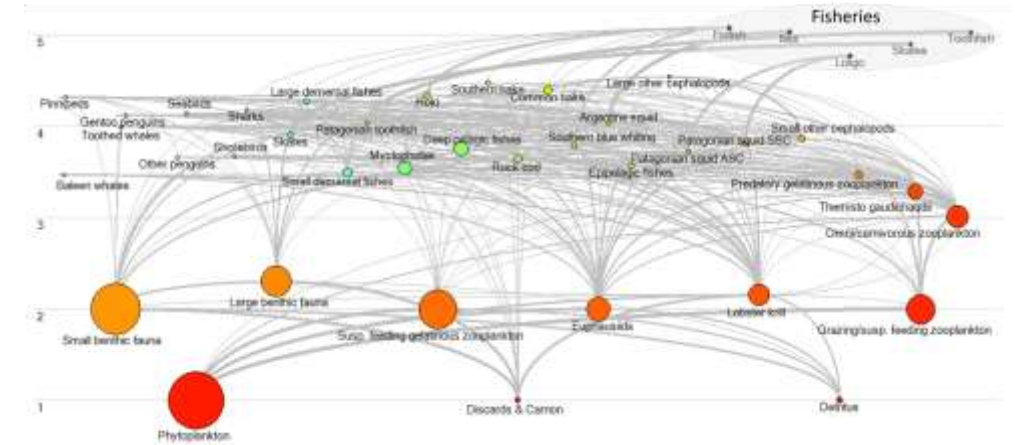 Fisheries
5
Finfish
Toothfish
Skates
Loligo
Large demersal fishes
Southern hake
Large other cephalopods
Pinnipeds
Seabirds
Hoki
Common hake
Gentoo penguins
Sharks
Argentine squid
4
Toothed whales
Patagonian toothfish
Small other cephalopods
Skates
Deep pelagic fishes
Southern blue whiting
Patagonian squid SSC
Shorebirds
Myctophidae
Patagonian squid ASC
Other penguins
Rock cod
Epipelagic fishes
Baleen whales
Small demersal fishes
Predatory gelatinous zooplankton
Themisto gaudichaudii
3
Omni/carnivorous zooplankton
Large benthic fauna
2
Small benthic fauna
Susp. feeding gelatinous zooplankton
Euphausiids
Lobster krill
Grazing/susp. feeding zooplankton
1
Discards & Carrion
Detritus
Phytoplankton